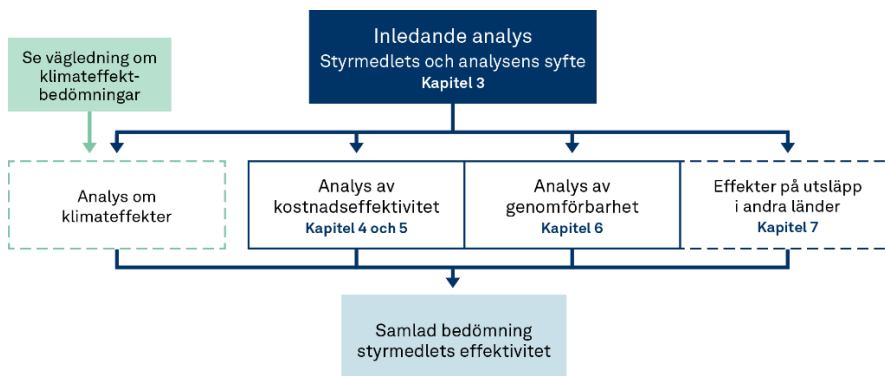 Se vägledning om
klimateffekt-
bedömningar
Inledande analys
Styrmedlets och analysens syfte
Kapitel 3
Analys om
klimateffekter
Analys av
kostnadseffektivitet
Kapitel 4 och 5
Analys av
genomförbarhet
Kapitel 6
Effekter på utsläpp
i andra länder
Kapitel 7
Samlad bedömning
styrmedlets effektivitet